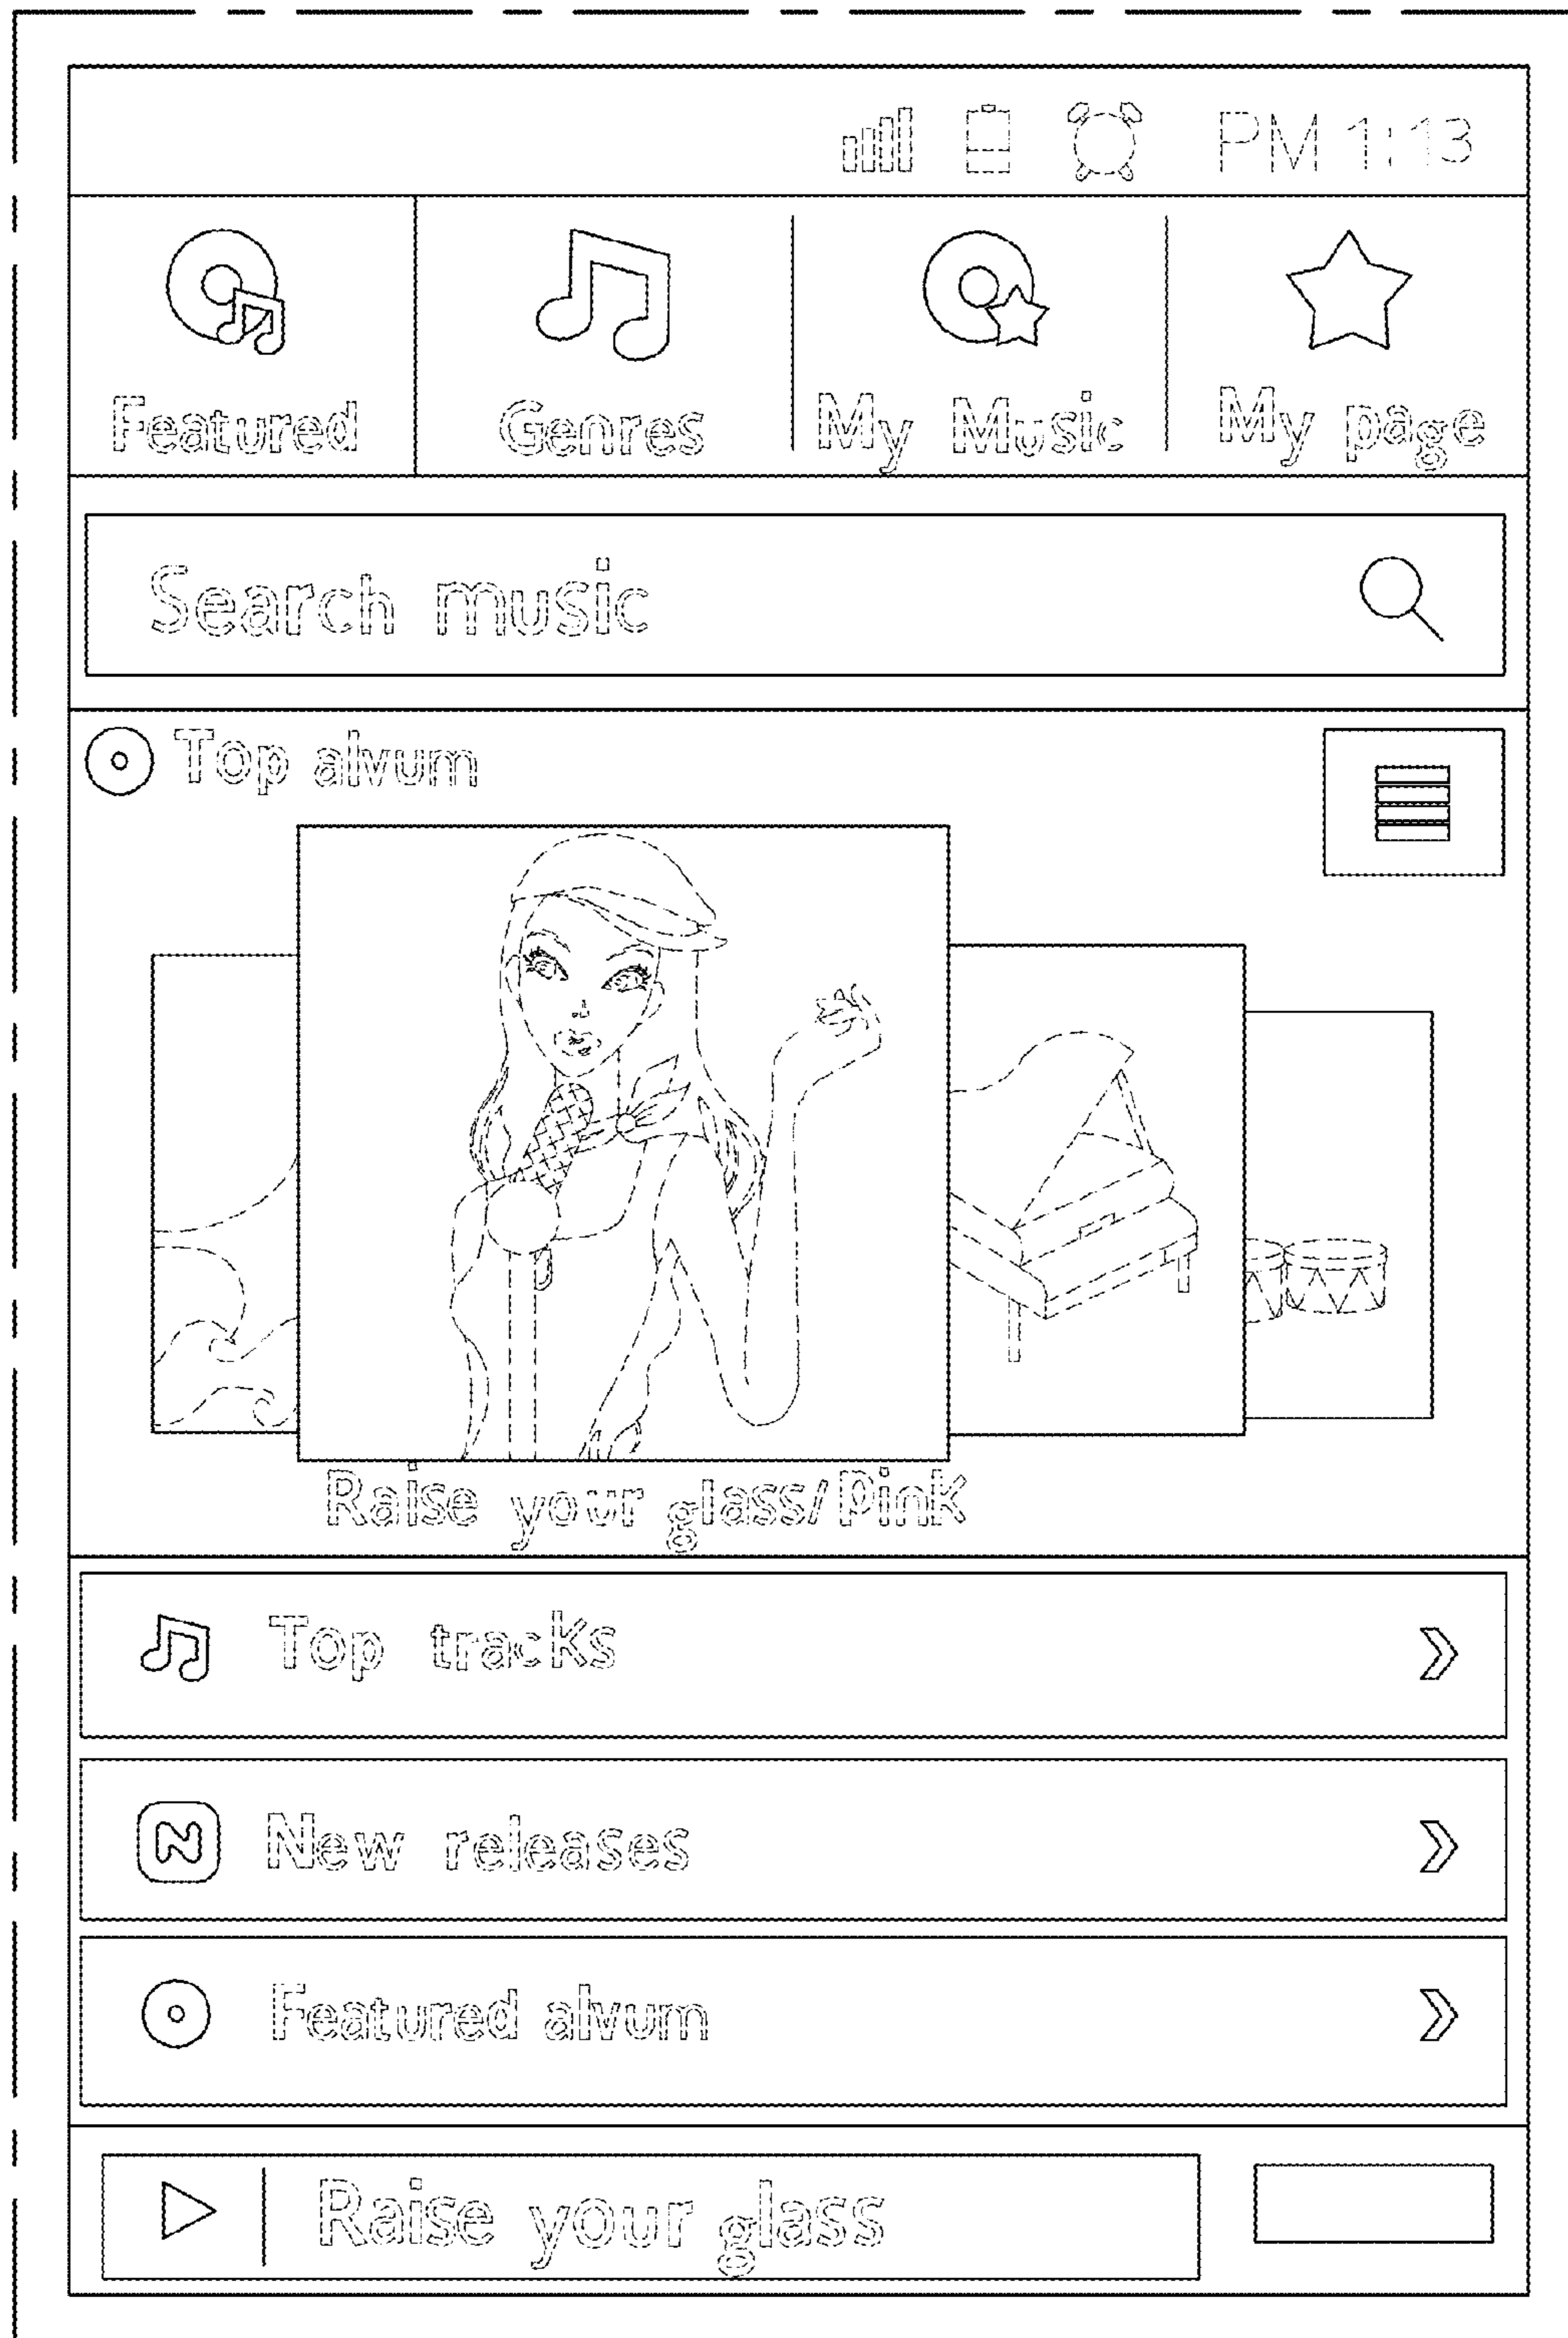 PM 1:13
Featured Genres My Music My page
Search music
Top alvum
Raise your glass/Pink
Top tracks
N New releases
Featured alvum
Raise your glass